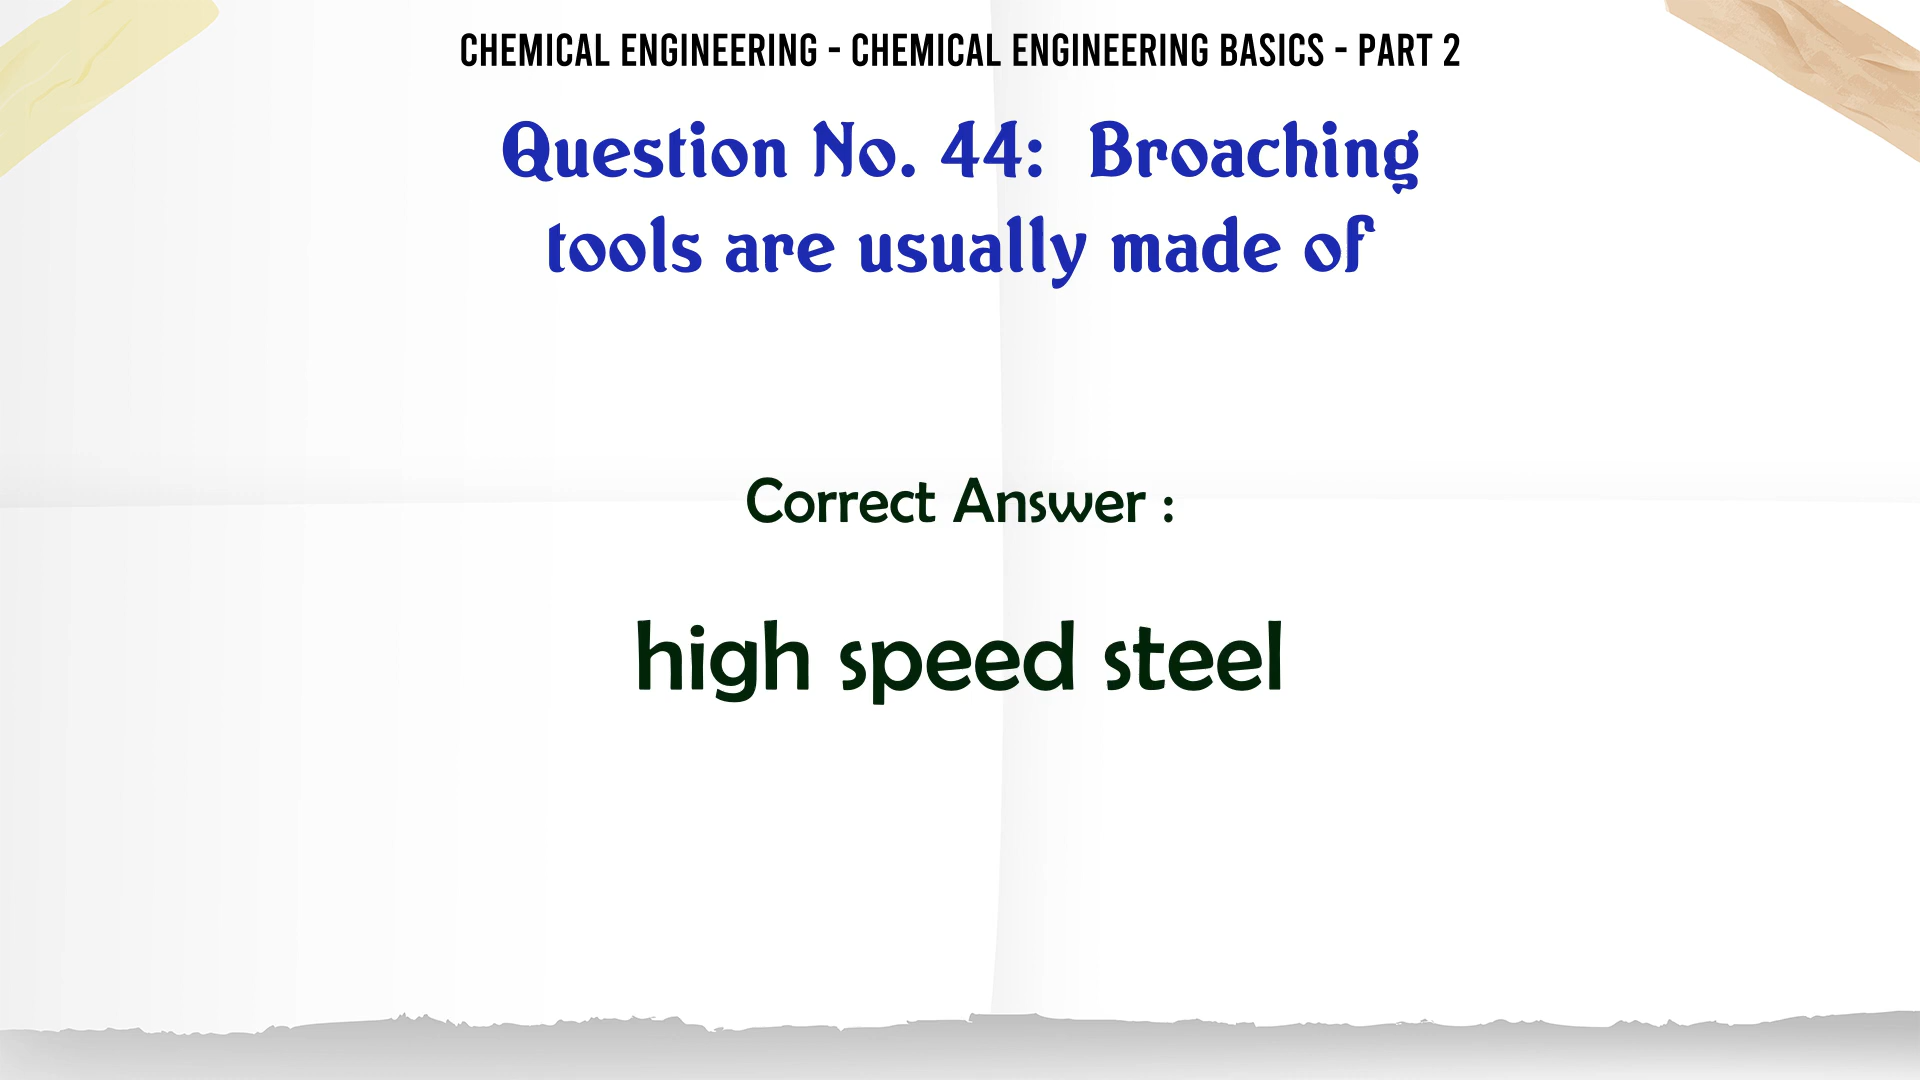 CHEMICAL ENGINEERING - CHEMICAL ENGINEERING BASICS - PART 2
Question No. 44: Broaching
tools are usually made of
Correct Answer :
high speed steel